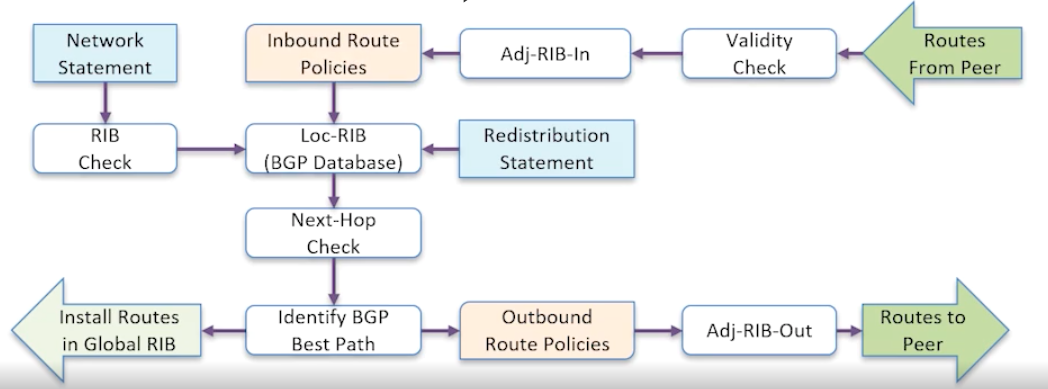 Network
Statement
Inbound Route
Policies
Adj-RIB-In
Validity
Check
Routes
From Peer
RIB
Check
Loc-RIB
(BGP Database)
Redistribution
Statement
Next-Hop
Check
Install Routes
in Global RIB
Identify BGP
Best Path
Outbound
Route Policies
Adj-RIB-Out
Routes to
Peer